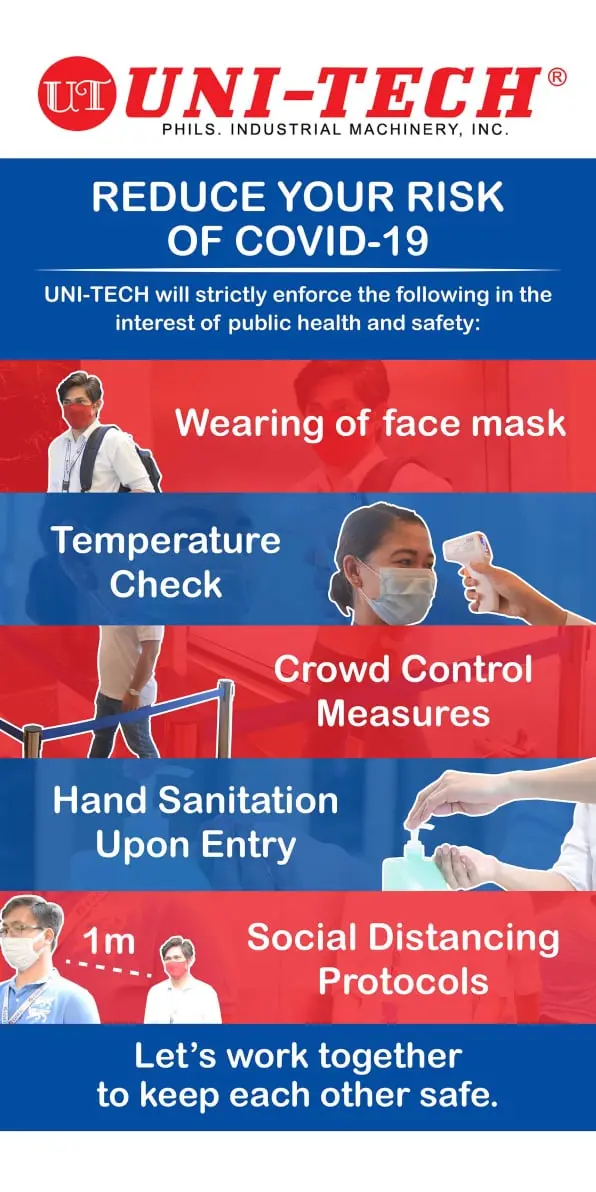 UT UNI-TECH®
PHILS. INDUSTRIAL MACHINERY, INC.
REDUCE YOUR RISK
OF COVID-19
UNI-TECH will strictly enforce the following in the
interest of public health and safety:
Wearing of face mask
Temperature
Check
Crowd Control
Measures
Hand Sanitation
Upon Entry
1m
Social Distancing
Protocols
Let's work together
to keep each other safe.